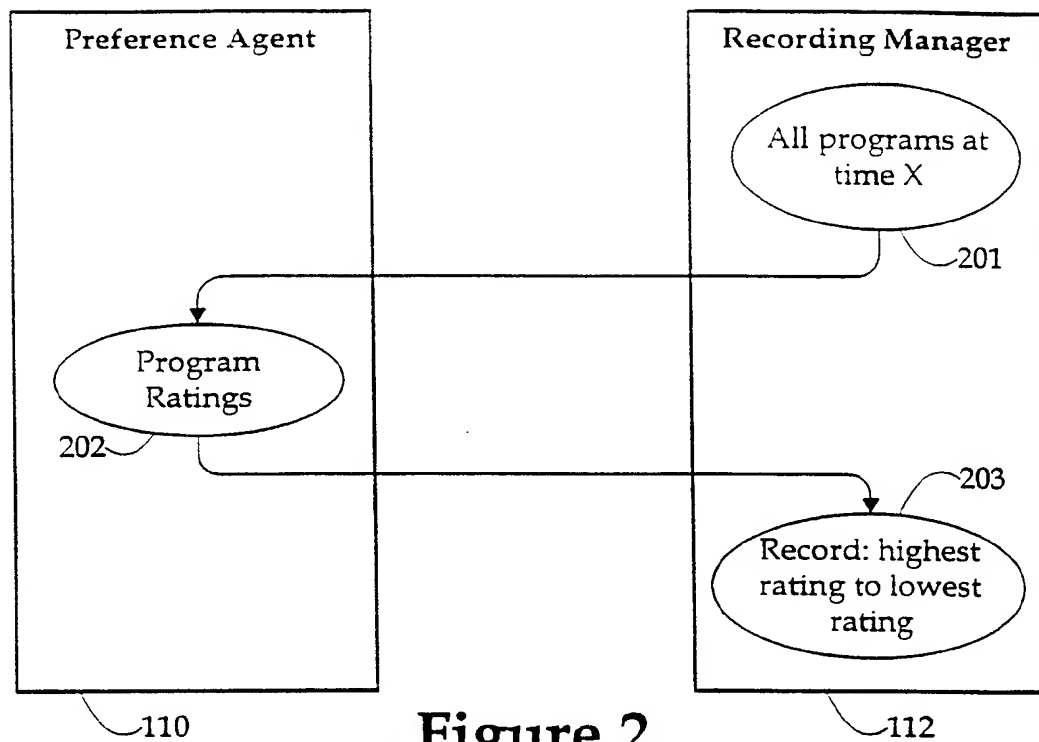 Preference Agent
Recording Manager
All programs at
time X
201
Program
Ratings
202
203
Record: highest
rating to lowest
rating
110
112
Figure 2